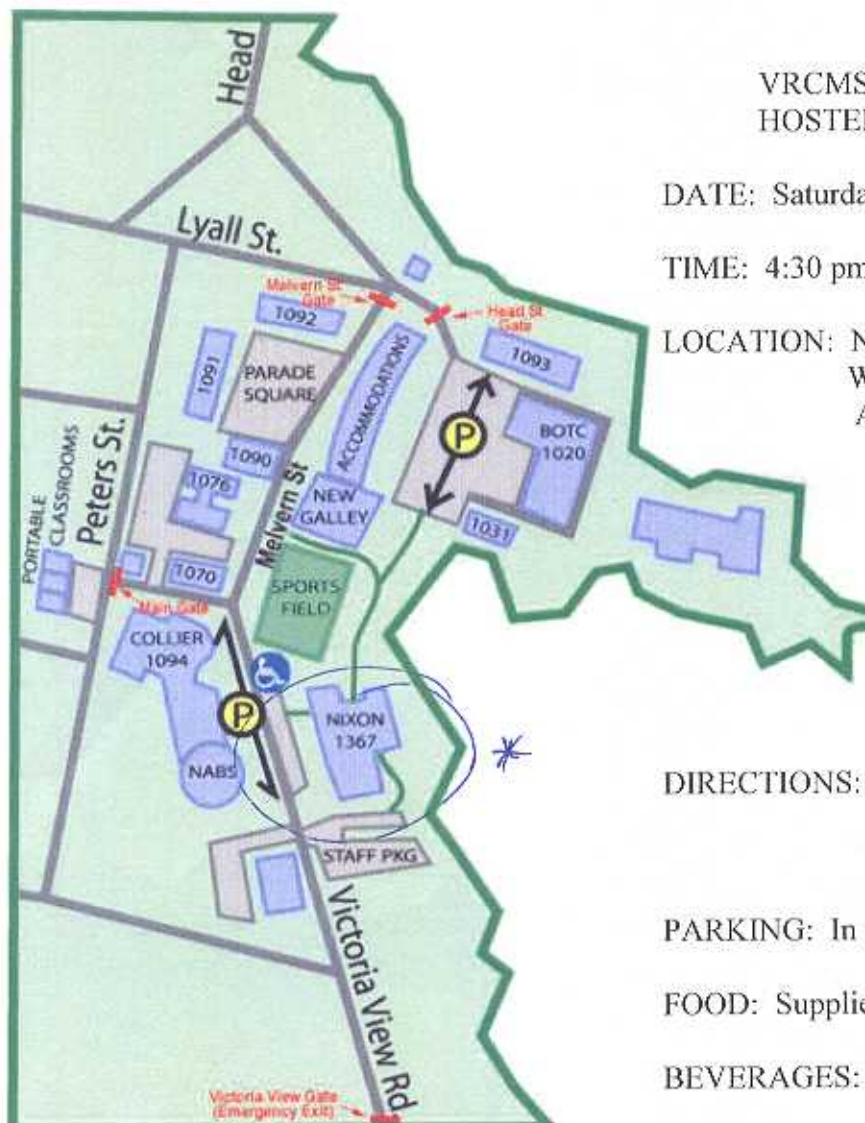 Head
VRCMS
HOSTE
DATE: Saturda
Lyall St.
TIME: 4:30 pm
Melvern St
Gate
Head St
Gate
1092
1093
LOCATION: N
W
A
1091
PARADE
SQUARE
ACCOMMODATIONS
P
BOTC
1020
Peters St.
1090
1076
Melvern St
NEW
GALLEY
1031
PORTABLE
CLASSROOMS
1070
SPORTS
FIELD
Main Gate
COLLIER
1094
P
NIXON
1367
*
NABS
DIRECTIONS:
STAFF PKG
Victoria View Rd
PARKING: In
FOOD: Supplie
BEVERAGES:
Victoria View Gate
(Emergency Exit)